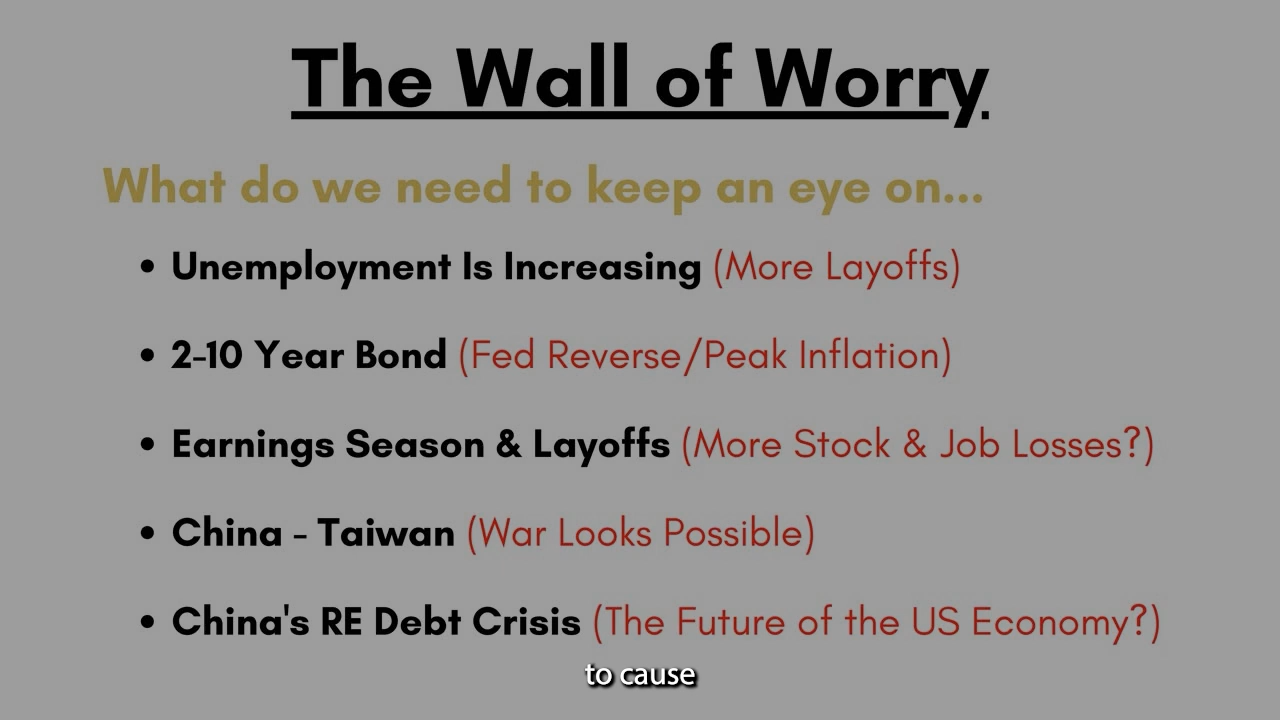 The Wall of Worry
What do we need to keep an eye on...
• Unemployment Is Increasing (More Layoffs)
• 2-10 Year Bond (Fed Reverse/Peak Inflation)
• Earnings Season & Layoffs (More Stock & Job Losses?)
• China - Taiwan (War Looks Possible)
• China's RE Debt Crisis (The Future of the US Economy?)
to cause